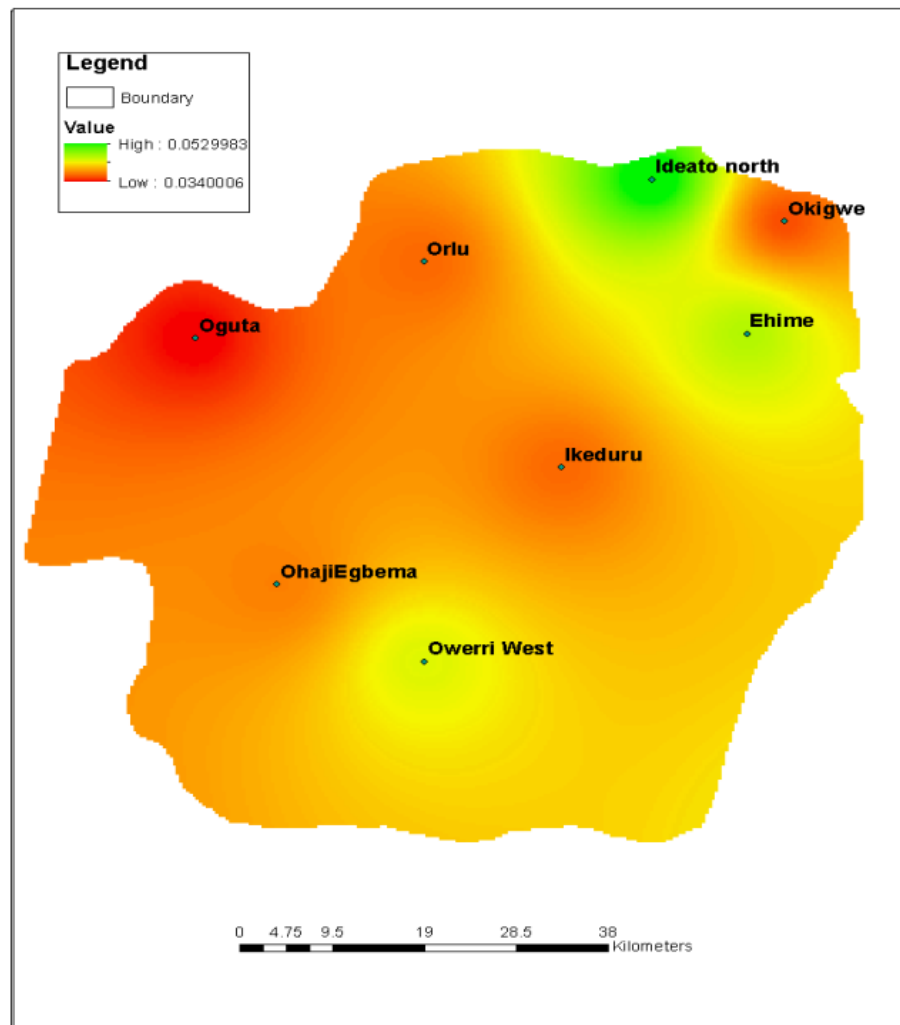 Legend
Boundary
Value
High : 0.0529983
Low : 0.0340006
Ideato north
Okigwe
Orlu
Oguta
Ehime
Ikeduru
OhajiEgbema
Owerri West
0 4.75 9.5 19 28.5 38
Kilometers